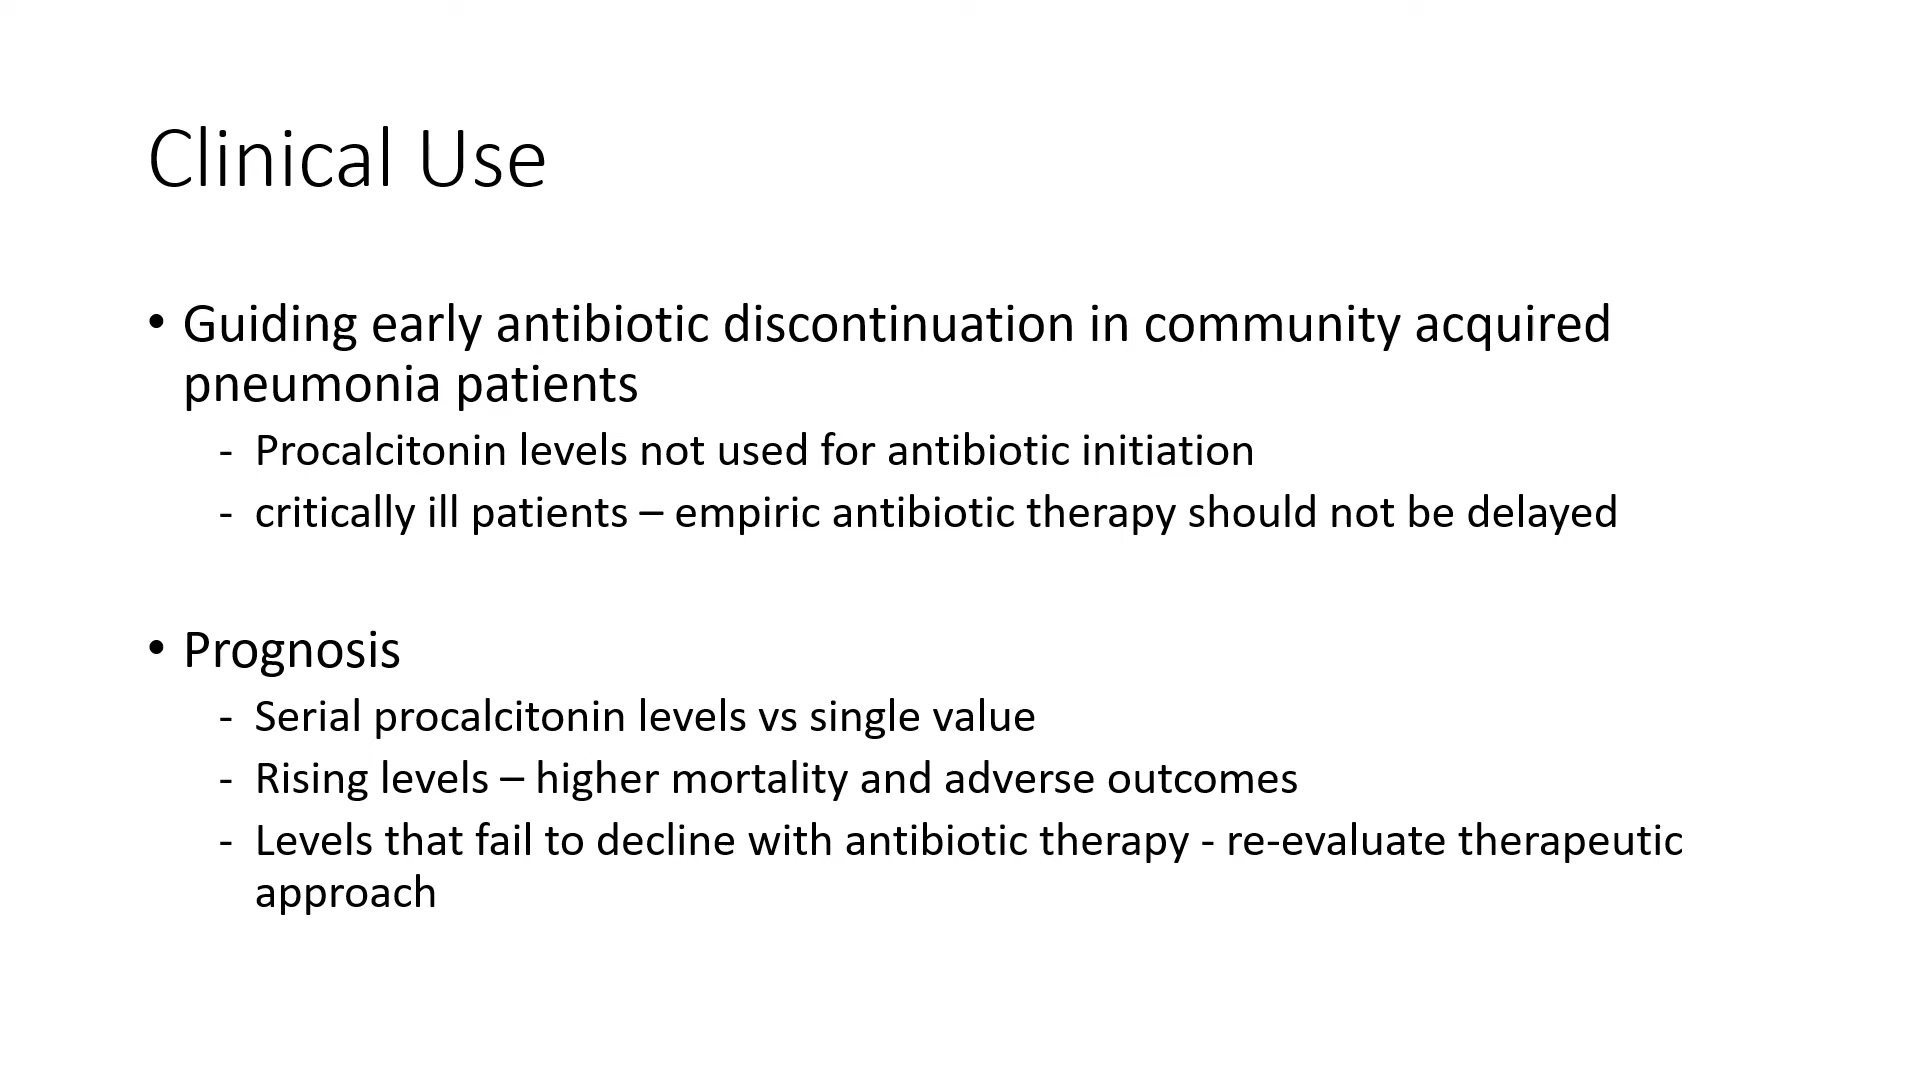 Clinical Use
• Guiding early antibiotic discontinuation in community acquired
pneumonia patients
- Procalcitonin levels not used for antibiotic initiation
- critically ill patients – empiric antibiotic therapy should not be delayed
• Prognosis
- Serial procalcitonin levels vs single value
- Rising levels – higher mortality and adverse outcomes
- Levels that fail to decline with antibiotic therapy - re-evaluate therapeutic
approach